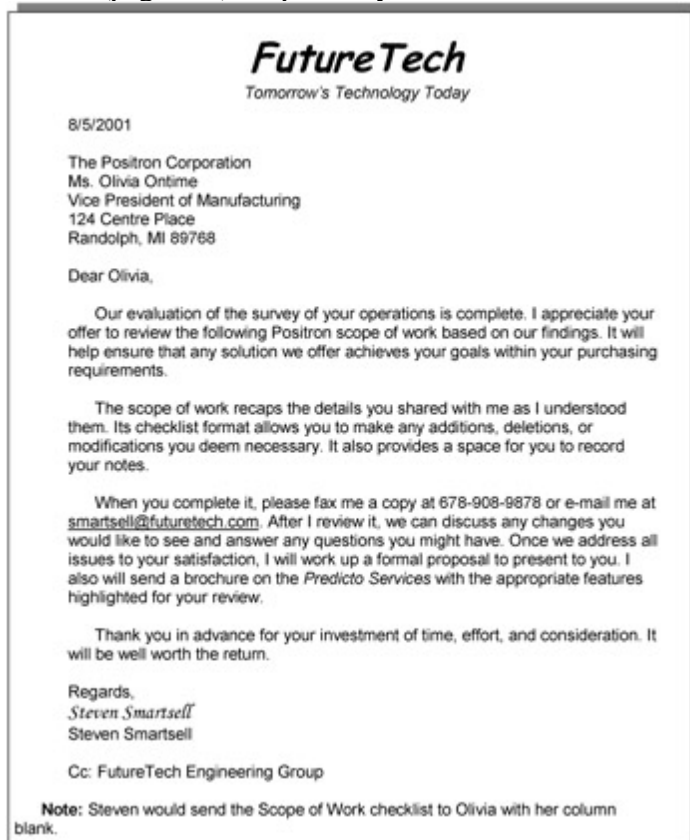 FutureTech
Tomorrow's Technology Today
8/5/2001
The Positron Corporation
Ms. Olivia Ontime
Vice President of Manufacturing
124 Centre Place
Randolph, MI 89768
Dear Olivia,
Our evaluation of the survey of your operations is complete. I appreciate your
offer to review the following Positron scope of work based on our findings. It will
help ensure that any solution we offer achieves your goals within your purchasing
requirements.
The scope of work recaps the details you shared with me as I understood
them. Its checklist format allows you to make any additions, deletions, or
modifications you deem necessary. It also provides a space for you to record
your notes.
When you complete it, please fax me a copy at 678-908-9878 or e-mail me at
smartsell@futuretech.com. After I review it, we can discuss any changes you
would like to see and answer any questions you might have. Once we address all
issues to your satisfaction, I will work up a formal proposal to present to you. I
also will send a brochure on the Predicto Services with the appropriate features
highlighted for your review.
Thank you in advance for your investment of time, effort, and consideration. It
will be well worth the return.
Regards,
Steven Smartsell
Steven Smartsell
Cc: FutureTech Engineering Group
Note: Steven would send the Scope of Work checklist to Olivia with her column
blank.